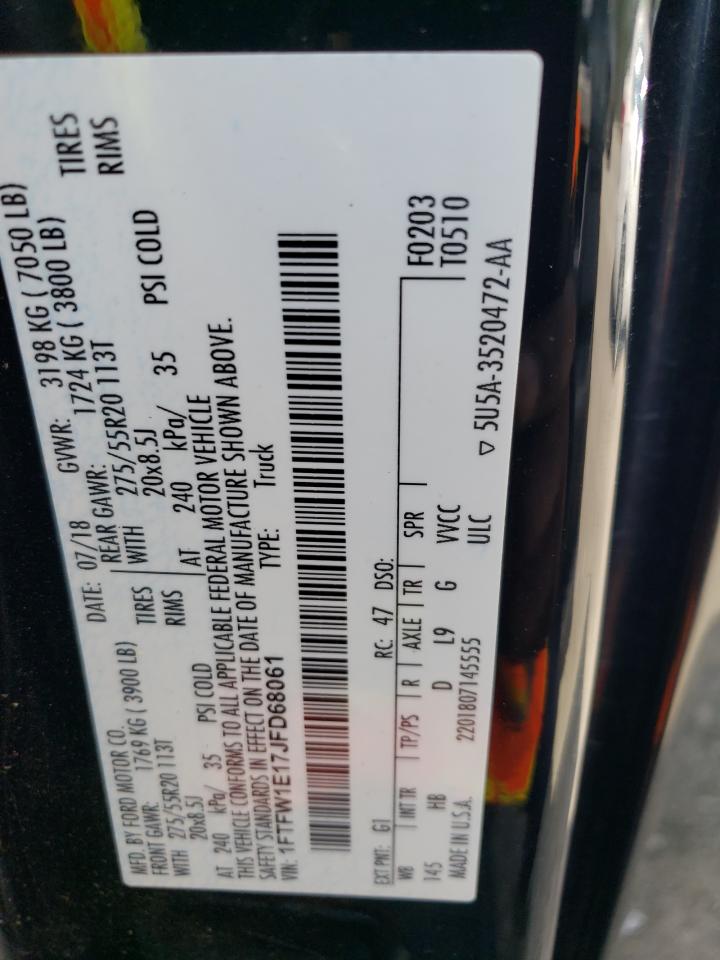 MFD. BY FORD MOTOR CO. DATE: 07/18 GVWR: 3198 KG ( 7050 LB)
FRONT GAWR: 1769 KG ( 3900 LB) REAR GAWR: 1724 KG ( 3800 LB)
WITH 275/55R20 113T TIRES WITH 275/55R20 113T TIRES
20x8.5J RIMS 20x8.5J RIMS
AT 240 kPa/ 35 PSI COLD AT 240 kPa/ 35 PSI COLD
THIS VEHICLE CONFORMS TO ALL APPLICABLE FEDERAL MOTOR VEHICLE
SAFETY STANDARDS IN EFFECT ON THE DATE OF MANUFACTURE SHOWN ABOVE.
VIN: 1FTFW1E17JFD68061 TYPE: Truck
F0203
EXT PNT: G1 RC: 47 DSO: T0510
WB INT TR TP/PS R AXLE TR SPR
145 HB D L9 G VVCC
MADE IN U.S.A. 2201807145555 ULC ▽ 5U5A-3520472-AA